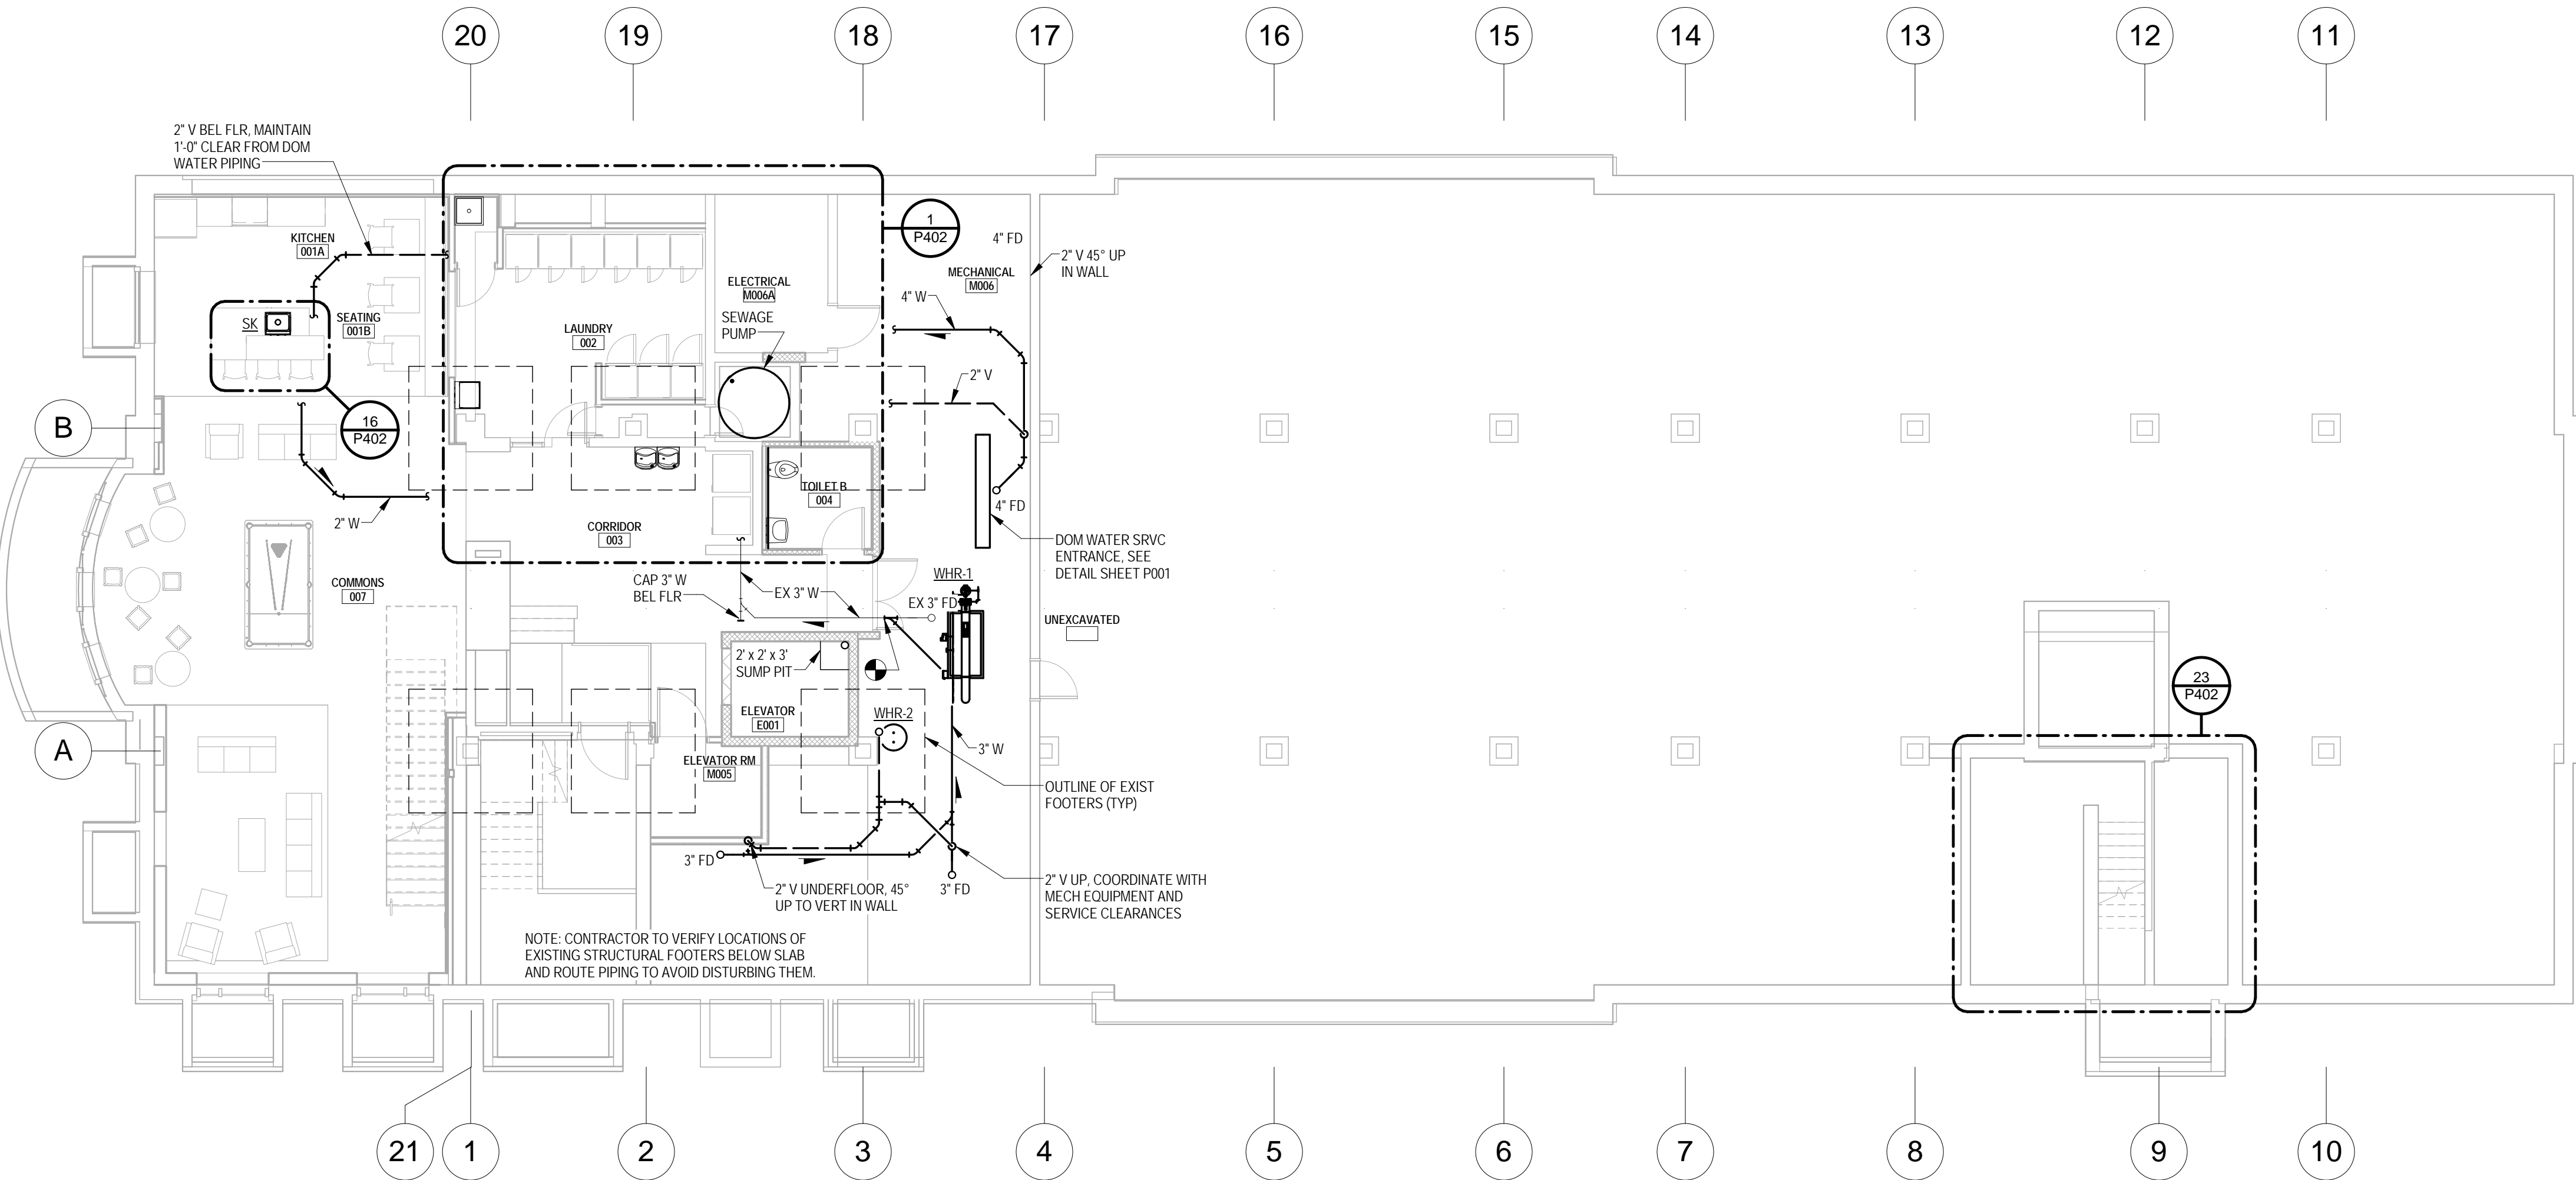 20
19
18
17
16
15
14
13
12
11
2" V BEL FLR, MAINTAIN
1'-0" CLEAR FROM DOM
WATER PIPING
1
P402
4" FD
KITCHEN
001A
2" V 45° UP
IN WALL
MECHANICAL
M006
ELECTRICAL
M006A
4" W
SK
SEATING
001B
SEWAGE
PUMP
LAUNDRY
002
2" V
16
P402
B
TOILET B
004
4" FD
2" W
CORRIDOR
003
DOM WATER SRVC
ENTRANCE, SEE
DETAIL SHEET P001
COMMONS
007
CAP 3" W
BEL FLR
EX 3" W
WHR-1
EX 3" FD
UNEXCAVATED
2' x 2' x 3'
SUMP PIT
23
P402
ELEVATOR
E001
WHR-2
A
3" W
ELEVATOR RM
M005
OUTLINE OF EXIST
FOOTERS (TYP)
3" FD
3" FD
2" V UNDERFLOOR, 45°
UP TO VERT IN WALL
2" V UP, COORDINATE WITH
MECH EQUIPMENT AND
SERVICE CLEARANCES
NOTE: CONTRACTOR TO VERIFY LOCATIONS OF
EXISTING STRUCTURAL FOOTERS BELOW SLAB
AND ROUTE PIPING TO AVOID DISTURBING THEM.
21
1
2
3
4
5
6
7
8
9
10